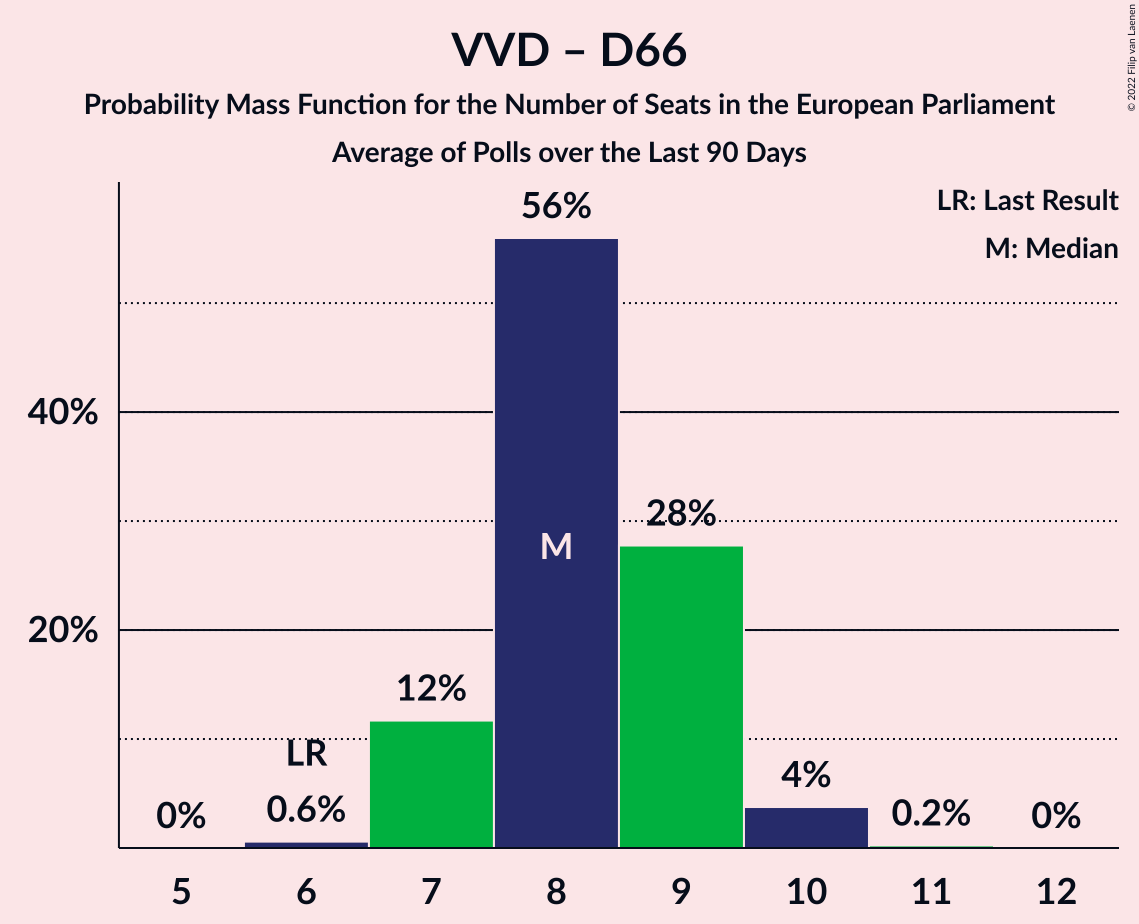 VVD – D66
Probability Mass Function for the Number of Seats in the European Parliament
Average of Polls over the Last 90 Days
© 2022 Filip van Laenen
LR: Last Result
M: Median
56%
40%
28%
M
20%
12%
LR
0%
0.6%
4%
0.2%
0%
5 6 7 8 9 10 11 12